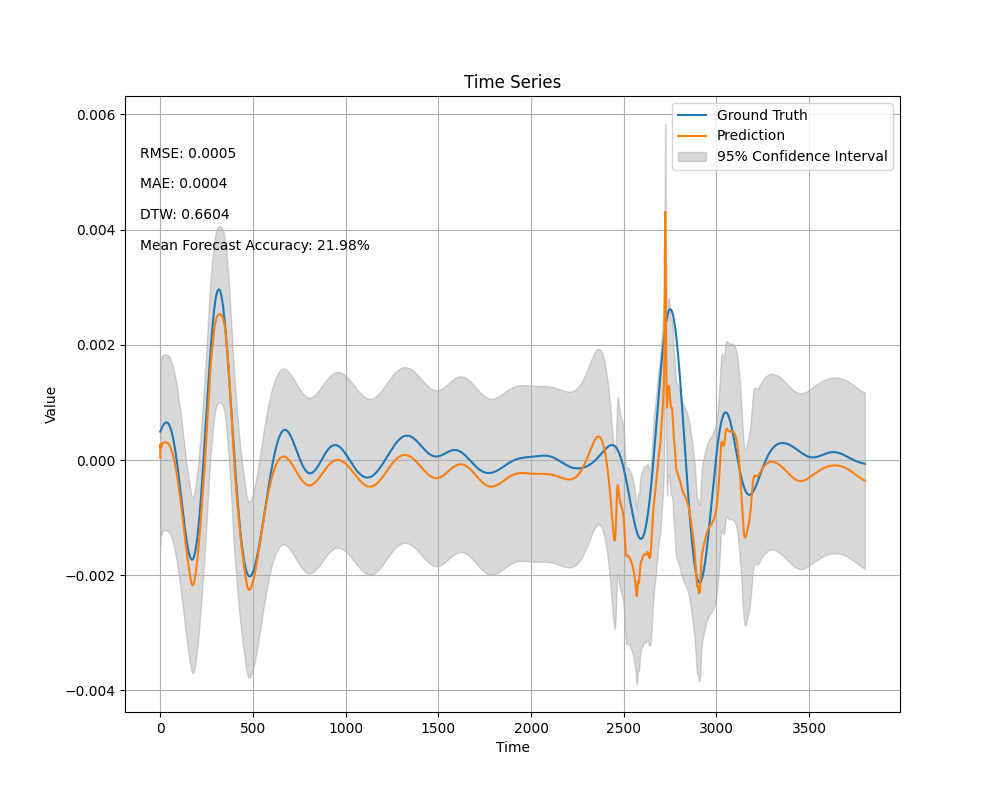 Time Series
Ground Truth
Prediction
95% Confidence Interval
RMSE: 0.0005
MAE: 0.0004
DTW: 0.6604
Mean Forecast Accuracy: 21.98%
0.006
0.004
0.002
0.000
−0.002
−0.004
Value
0
500
1000
1500
2000
2500
3000
3500
Time